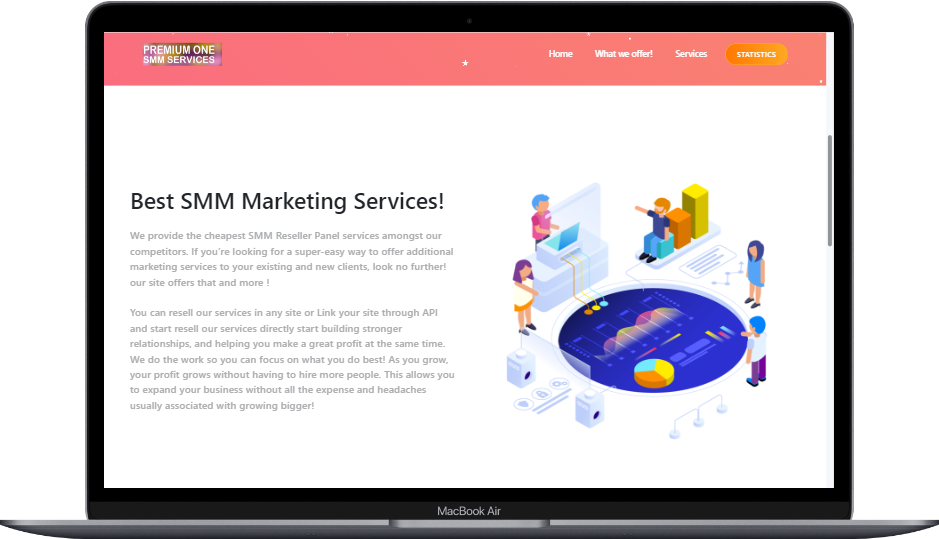 PREMIUM ONE
SMM SERVICES
Home What we offer! Services STATISTICS
Best SMM Marketing Services!
We provide the cheapest SMM Reseller Panel services amongst our
competitors. If you're looking for a super-easy way to offer additional
marketing services to your existing and new clients, look no further!
our site offers that and more !
You can resell our services in any site or Link your site through API
and start resell our services directly start building stronger
relationships, and helping you make a great profit at the same time.
We do the work so you can focus on what you do best! As you grow,
your profit grows without having to hire more people. This allows you
to expand your business without all the expense and headaches
usually associated with growing bigger!
MacBook Air